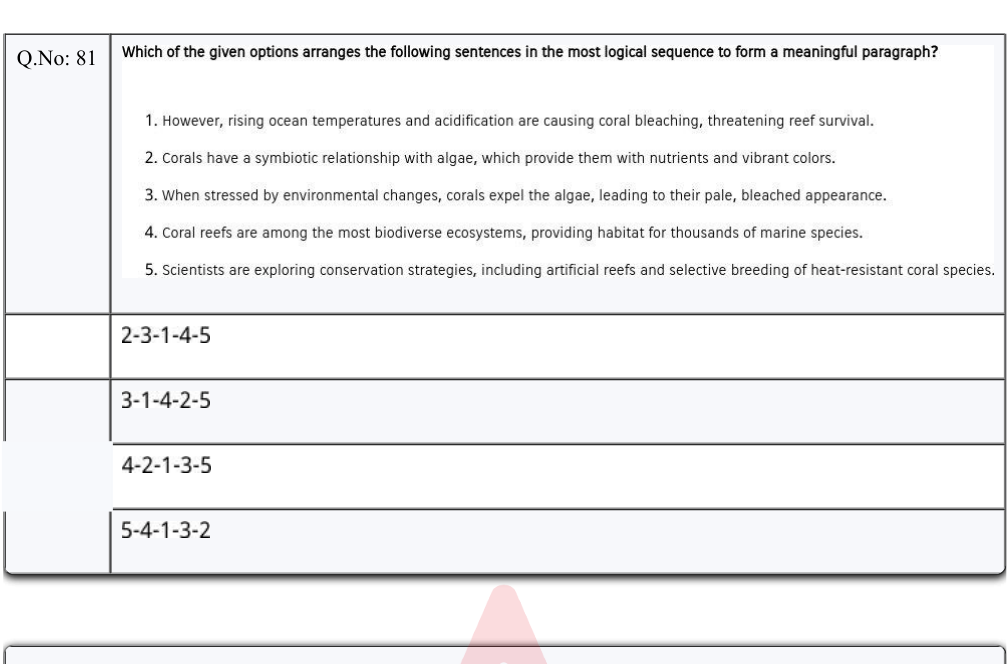 Q.No: 81
Which of the given options arranges the following sentences in the most logical sequence to form a meaningful paragraph?
1. However, rising ocean temperatures and acidification are causing coral bleaching, threatening reef survival.
2. Corals have a symbiotic relationship with algae, which provide them with nutrients and vibrant colors.
3. When stressed by environmental changes, corals expel the algae, leading to their pale, bleached appearance.
4. Coral reefs are among the most biodiverse ecosystems, providing habitat for thousands of marine species.
5. Scientists are exploring conservation strategies, including artificial reefs and selective breeding of heat-resistant coral species.
2-3-1-4-5
3-1-4-2-5
4-2-1-3-5
5-4-1-3-2